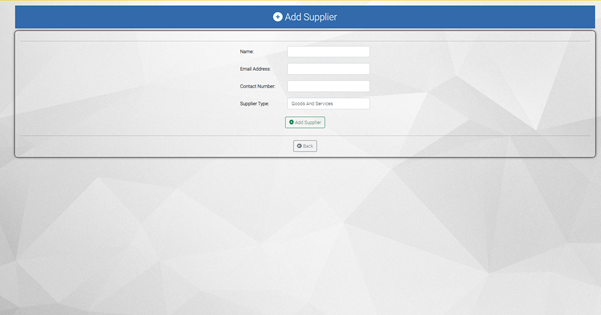 Add Supplier
Name:
Email Address:
Contact Number:
Supplier Type: Goods And Services
Add Supplier
Back